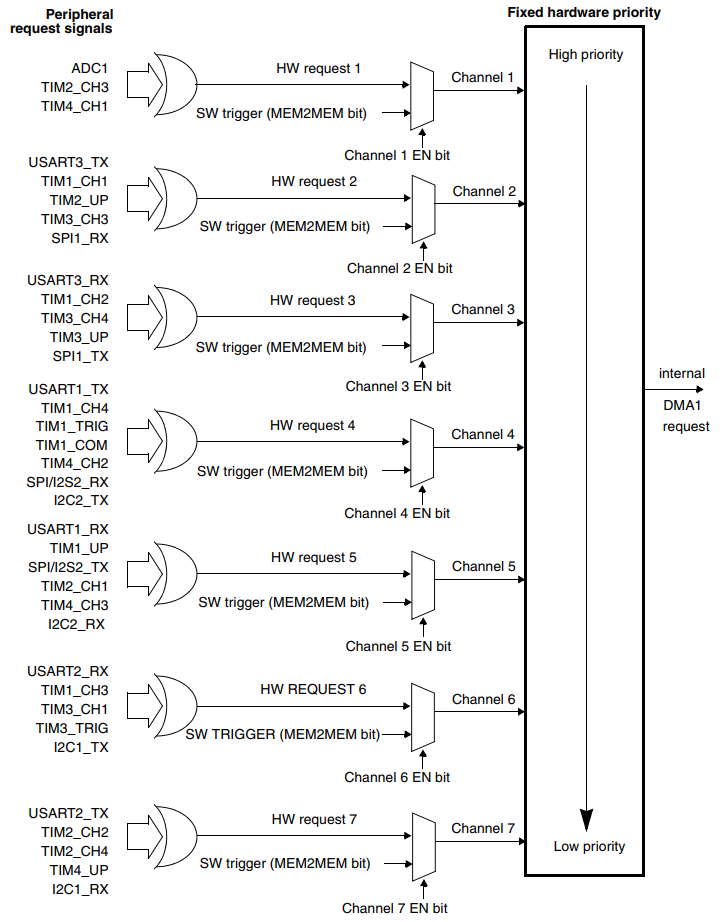 Peripheral
request signals
Fixed hardware priority
High priority
ADC1
TIM2_CH3
TIM4_CH1
HW request 1
SW trigger (MEM2MEM bit)
Channel 1
Channel 1 EN bit
USART3_TX
TIM1_CH1
TIM2_UP
TIM3_CH3
SPI1_RX
HW request 2
SW trigger (MEM2MEM bit)
Channel 2
Channel 2 EN bit
USART3_RX
TIM1_CH2
TIM3_CH4
TIM3_UP
SPI1_TX
HW request 3
SW trigger (MEM2MEM bit)
Channel 3
Channel 3 EN bit
internal
DMA1
request
USART1_TX
TIM1_CH4
TIM1_TRIG
TIM1_COM
TIM4_CH2
SPI/I2S2_RX
I2C2_TX
HW request 4
SW trigger (MEM2MEM bit)
Channel 4
Channel 4 EN bit
USART1_RX
TIM1_UP
SPI/I2S2_TX
TIM2_CH1
TIM4_CH3
I2C2_RX
HW request 5
SW trigger (MEM2MEM bit)
Channel 5
Channel 5 EN bit
USART2_RX
TIM1_CH3
TIM3_CH1
TIM3_TRIG
I2C1_TX
HW REQUEST 6
SW TRIGGER (MEM2MEM bit)
Channel 6
Channel 6 EN bit
USART2_TX
TIM2_CH2
TIM2_CH4
TIM4_UP
I2C1_RX
HW request 7
SW trigger (MEM2MEM bit)
Channel 7
Channel 7 EN bit
Low priority